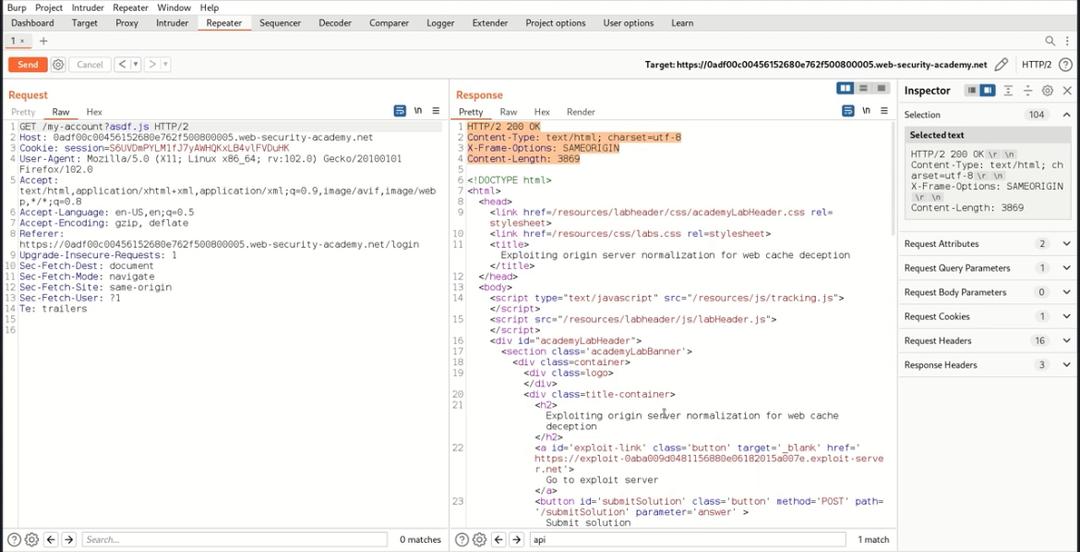 Burp Project Intruder Repeater Window Help
Dashboard Target Proxy Intruder Repeater Sequencer Decoder Comparer Logger Extender Project options User options Learn
1 × +
Send Cancel < > Target: https://0adf00c00456152680e762f500800005.web-security-academy.net HTTP/2
Request
Pretty Raw Hex \n
1 GET /my-account?asdf.js HTTP/2
2 Host: 0adf00c00456152680e762f500800005.web-security-academy.net
3 Cookie: session=S6UVDmPYLM1fJ7yAWHQKxLB4vlFVDuHK
4 User-Agent: Mozilla/5.0 (X11; Linux x86_64; rv:102.0) Gecko/20100101
Firefox/102.0
5 Accept:
text/html,application/xhtml+xml,application/xml;q=0.9,image/avif,image/web
p,*/*;q=0.8
6 Accept-Language: en-US,en;q=0.5
7 Accept-Encoding: gzip, deflate
8 Referer:
https://0adf00c00456152680e762f500800005.web-security-academy.net/login
9 Upgrade-Insecure-Requests: 1
10 Sec-Fetch-Dest: document
11 Sec-Fetch-Mode: navigate
12 Sec-Fetch-Site: same-origin
13 Sec-Fetch-User: ?1
14 Te: trailers
15
16
Search... 0 matches
Response
Pretty Raw Hex Render \n
1 HTTP/2 200 OK
2 Content-Type: text/html; charset=utf-8
3 X-Frame-Options: SAMEORIGIN
4 Content-Length: 3869
5
6 <!DOCTYPE html>
7 <html>
8 <head>
9 <link href=/resources/labheader/css/academyLabHeader.css rel=
stylesheet>
10 <link href=/resources/css/labs.css rel=stylesheet>
11 <title>
Exploiting origin server normalization for web cache deception
</title>
12 </head>
13 <body>
14 <script type="text/javascript" src="/resources/js/tracking.js">
</script>
15 <script src="/resources/labheader/js/labHeader.js">
</script>
16 <div id="academyLabHeader">
17 <section class='academyLabBanner'>
18 <div class=container>
19 <div class=logo>
</div>
20 <div class=title-container>
21 <h2>
Exploiting origin server normalization for web cache
deception
</h2>
22 <a id='exploit-link' class='button' target='_blank' href='
https://exploit-0aba009d0481156880e06182015a007e.exploit-serve
r.net'>
Go to exploit server
</a>
23 <button id='submitSolution' class='button' method='POST' path=
'/submitSolution' parameter='answer' >
Submit solution
api 1 match
Inspector
Selection 104
Selected text
HTTP/2 200 OK \r \n
Content-Type: text/html; ch
arset=utf-8 \r \n
X-Frame-Options: SAMEORIGIN
\r \n
Content-Length: 3869
Request Attributes 2
Request Query Parameters 1
Request Body Parameters 0
Request Cookies 1
Request Headers 16
Response Headers 3